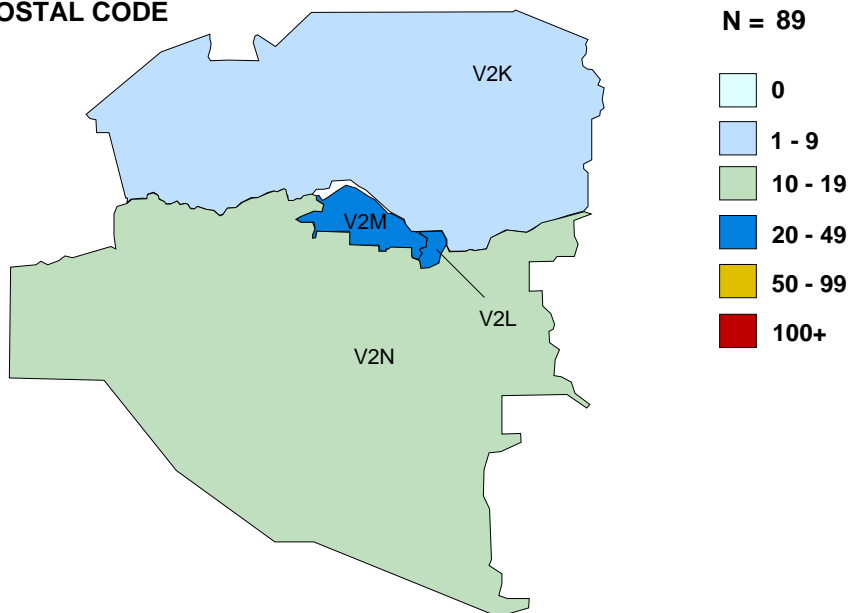 OSTAL CODE
N = 89
V2K
0
1 - 9
10 - 19
V2M
20 - 49
50 - 99
V2L
100+
V2N